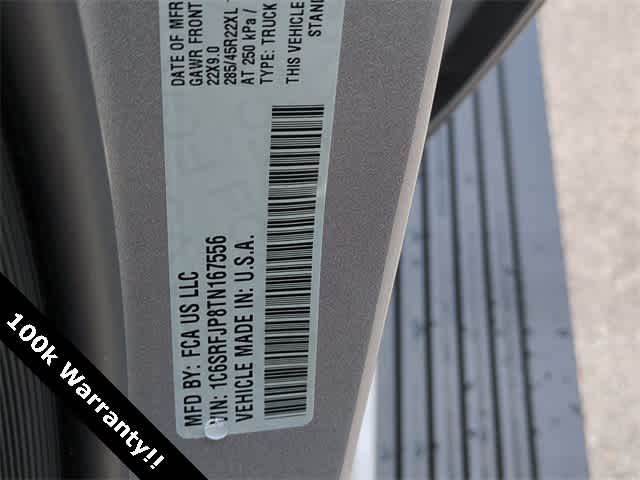 MFD BY: FCA US LLC
VIN: 1C6SRFJP8TN167556
VEHICLE MADE IN: U.S.A.
DATE OF MFR
GAWR FRONT
22X9.0
285/45R22XL
AT 250 kPa /
TYPE: TRUCK
THIS VEHICLE
STAND
100k Warranty!!